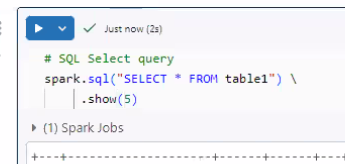 Just now (2s)
# SQL Select query
spark.sql("SELECT * FROM table1") \
.show(5)
(1) Spark Jobs
+---+--------------------+------+------+---